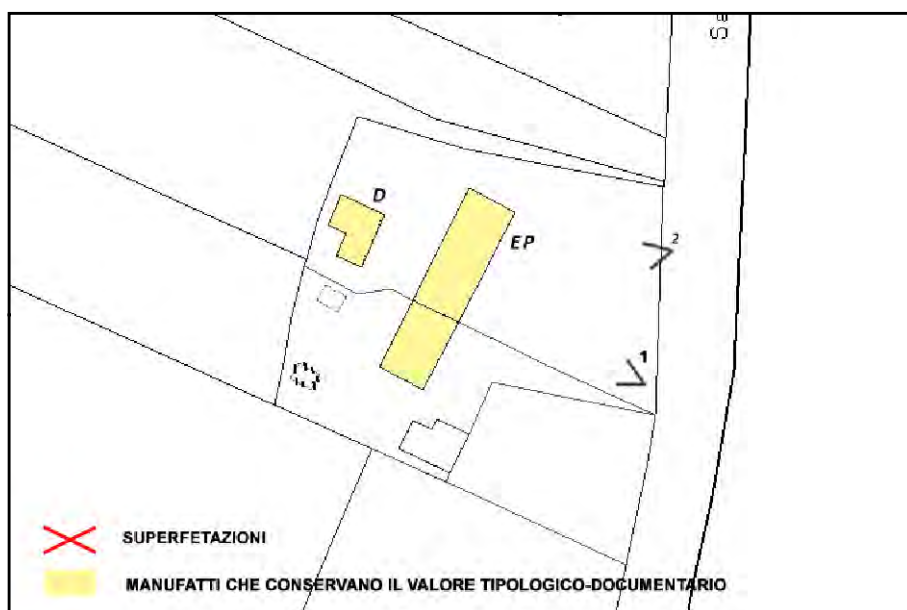 D
EP
2
1
SUPERFETAZIONI
MANUFATTI CHE CONSERVANO IL VALORE TIPOLOGICO-DOCUMENTARIO